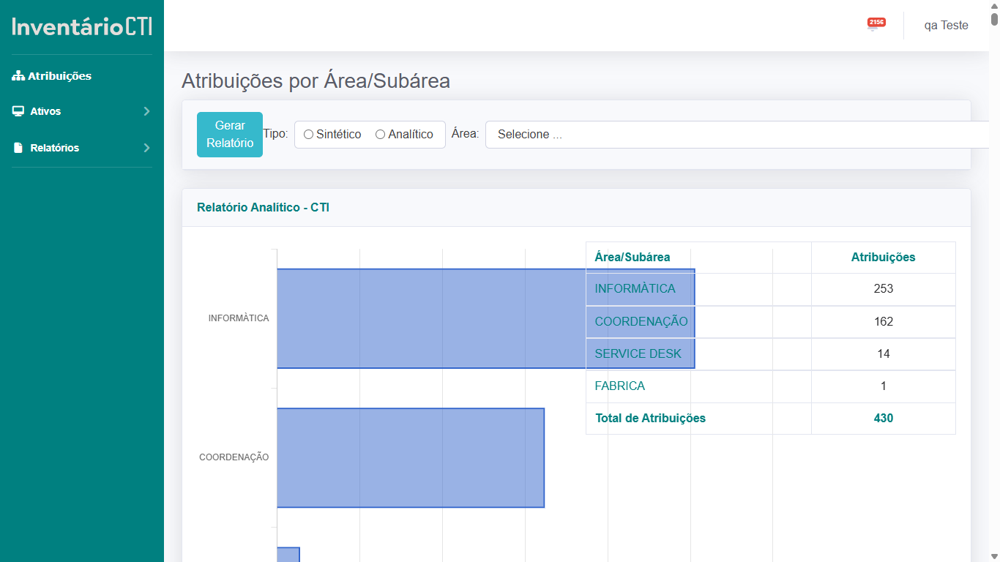 InventárioCTI
2156
qa Teste
Atribuições
Ativos
Relatórios
Atribuições por Área/Subárea
Gerar
Relatório
Tipo:
Sintético
Analítico
Área:
Selecione ...
Relatório Analítico - CTI
Área/Subárea Atribuições
INFORMÀTICA 253
COORDENAÇÃO 162
SERVICE DESK 14
FABRICA 1
Total de Atribuições 430
INFORMÀTICA
COORDENAÇÃO